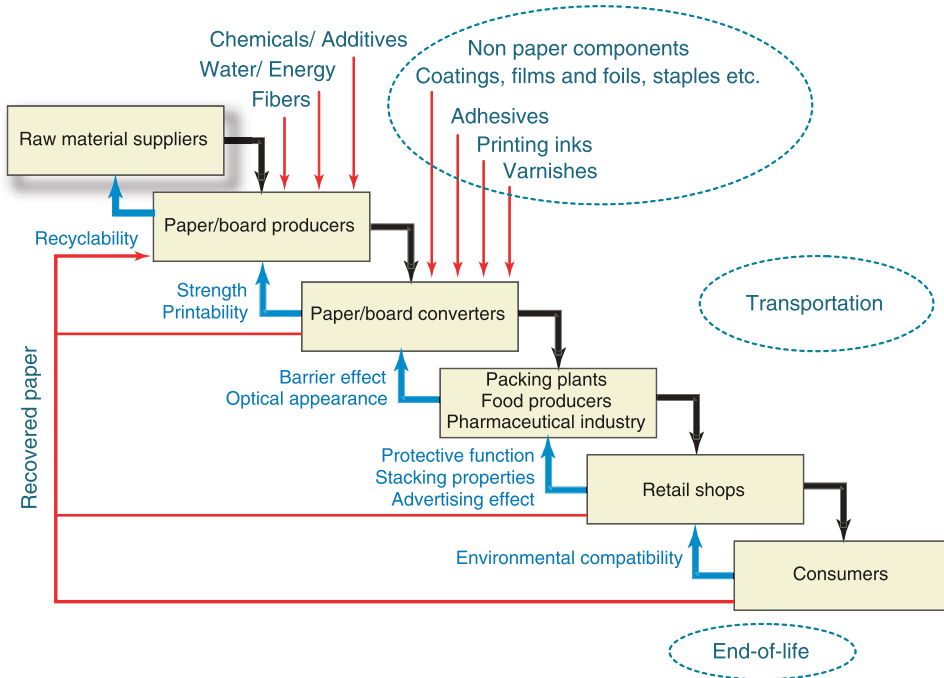 Chemicals/ Additives
Water/ Energy
Fibers
Non paper components
Coatings, films and foils, staples etc.
Adhesives
Printing inks
Varnishes
Raw material suppliers
Paper/board producers
Recyclability
Strength
Printability
Paper/board converters
Transportation
Recovered paper
Barrier effect
Optical appearance
Packing plants
Food producers
Pharmaceutical industry
Protective function
Stacking properties
Advertising effect
Retail shops
Environmental compatibility
Consumers
End-of-life